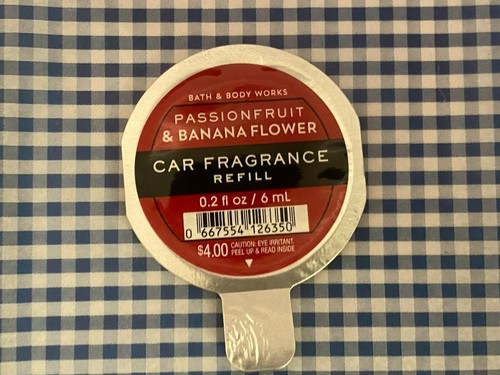 BATH & BODY WORKS
PASSIONFRUIT
& BANANA FLOWER
CAR FRAGRANCE
REFILL
0.2 fl oz / 6 mL
0 667554 126350
$4.00 CAUTION: EYE IRRITANT.
PEEL UP & READ INSIDE